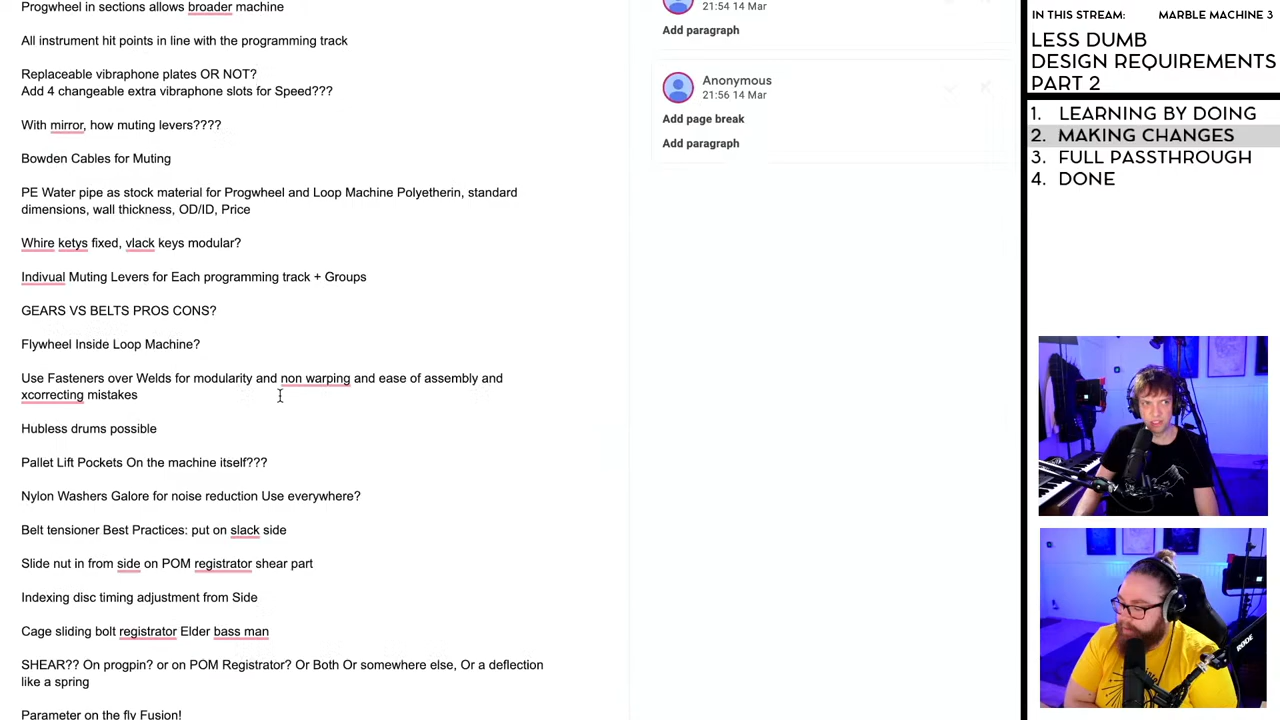 Progwheel in sections allows broader machine
All instrument hit points in line with the programming track
Replaceable vibraphone plates OR NOT?
Add 4 changeable extra vibraphone slots for Speed???
With mirror, how muting levers????
Bowden Cables for Muting
PE Water pipe as stock material for Progwheel and Loop Machine Polyetherin, standard
dimensions, wall thickness, OD/ID, Price
Whire ketys fixed, vlack keys modular?
Indivual Muting Levers for Each programming track + Groups
GEARS VS BELTS PROS CONS?
Flywheel Inside Loop Machine?
Use Fasteners over Welds for modularity and non warping and ease of assembly and
xcorrecting mistakes
Hubless drums possible
Pallet Lift Pockets On the machine itself???
Nylon Washers Galore for noise reduction Use everywhere?
Belt tensioner Best Practices: put on slack side
Slide nut in from side on POM registrator shear part
Indexing disc timing adjustment from Side
Cage sliding bolt registrator Elder bass man
SHEAR?? On progpin? or on POM Registrator? Or Both Or somewhere else, Or a deflection
like a spring
Parameter on the fly Fusion!
21:54 14 Mar
Add paragraph
Anonymous
21:56 14 Mar
Add page break
Add paragraph
IN THIS STREAM: MARBLE MACHINE 3
LESS DUMB
DESIGN REQUIREMENTS
PART 2
1. LEARNING BY DOING
2. MAKING CHANGES
3. FULL PASSTHROUGH
4. DONE
RODE